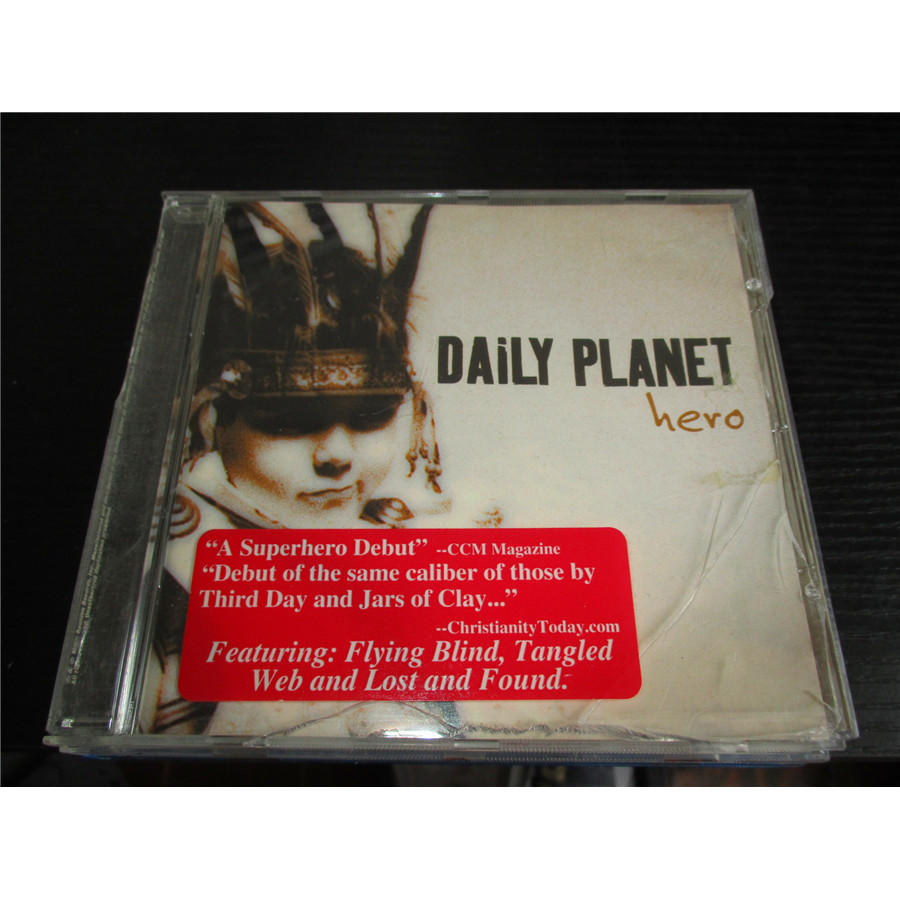 DAiLY PLANET
hero
“A Superhero Debut” --CCM Magazine
“Debut of the same caliber of those by
Third Day and Jars of Clay...”
--ChristianityToday.com
Featuring: Flying Blind, Tangled
Web and Lost and Found.